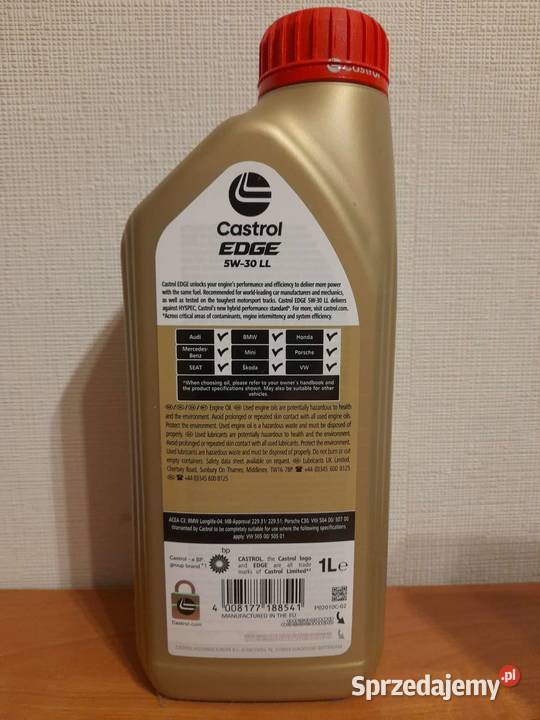 Castrol
Castrol
EDGE
5W-30 LL
Castrol EDGE unlocks your engine's performance and efficiency to deliver more power
with the same fuel. Recommended for world-leading car manufacturers and mechanics,
as well as tested on the toughest motorsport tracks. Castrol EDGE 5W-30 LL delivers
against HYSPEC, Castrol's new hybrid performance standard*. For more, visit castrol.com.
*Across critical areas of contaminants, engine intermittency and system efficiency.
Audi ✓ BMW ✓ Honda ✓
Mercedes-Benz ✓ Mini ✓ Porsche ✓
SEAT ✓ Škoda ✓ VW ✓
*When choosing oil, please refer to your owner's handbook and
the product specifications shown. May also be suitable for other
vehicles.
Engine Oil. Used engine oils are potentially hazardous to health
and the environment. Avoid prolonged or repeated skin contact with all used engine oils.
Protect the environment. Used engine oil is a hazardous waste and must be disposed of
properly. Used lubricants are potentially hazardous to health and the environment.
Avoid prolonged or repeated skin contact with all used engine oils. Protect the environment.
Used lubricants are hazardous waste and must be disposed of properly. Do not burn or cut
empty containers. Safety data sheet available on request. Lubricants UK Limited,
Chertsey Road, Sunbury On Thames, Middlesex, TW16 7BP +44 (0)345 600 8125
+44 (0)345 600 8125
ACEA C3; BMW Longlife-04; MB-Approval 229.31/ 229.51; Porsche C30; VW 504 00/ 507 00
Warranted by Castrol to be completely suitable for use where the following specifications
apply: VW 505 00/ 505 01
Castrol - a BP
group brand
bp
CASTROL, the Castrol logo
and EDGE are all trade
marks of Castrol Limited
1L℮
4 008177 188541
MANUFACTURED IN THE EU
Castrol.com
Sprzedajemy.pl